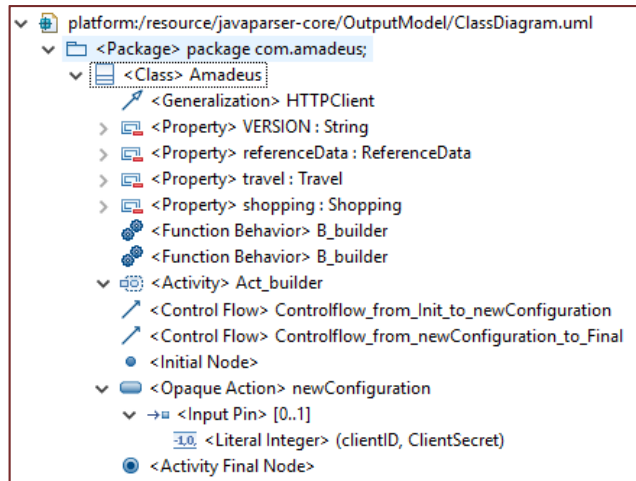 platform:/resource/javaparser-core/OutputModel/ClassDiagram.uml
<Package> package com.amadeus;
<Class> Amadeus
<Generalization> HTTPClient
<Property> VERSION : String
<Property> referenceData : ReferenceData
<Property> travel : Travel
<Property> shopping : Shopping
<Function Behavior> B_builder
<Function Behavior> B_builder
<Activity> Act_builder
<Control Flow> Controlflow_from_Init_to_newConfiguration
<Control Flow> Controlflow_from_newConfiguration_to_Final
<Initial Node>
<Opaque Action> newConfiguration
<Input Pin> [0..1]
-1,0, <Literal Integer> (clientID, ClientSecret)
<Activity Final Node>